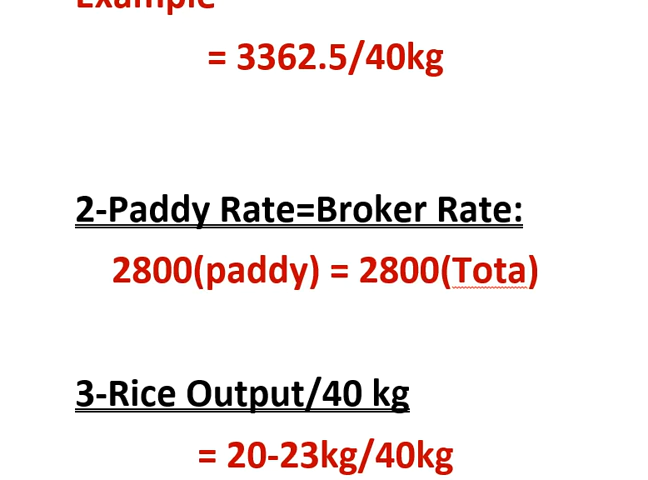 Example
= 3362.5/40kg
2-Paddy Rate=Broker Rate:
2800(paddy) = 2800(Tota)
3-Rice Output/40 kg
= 20-23kg/40kg